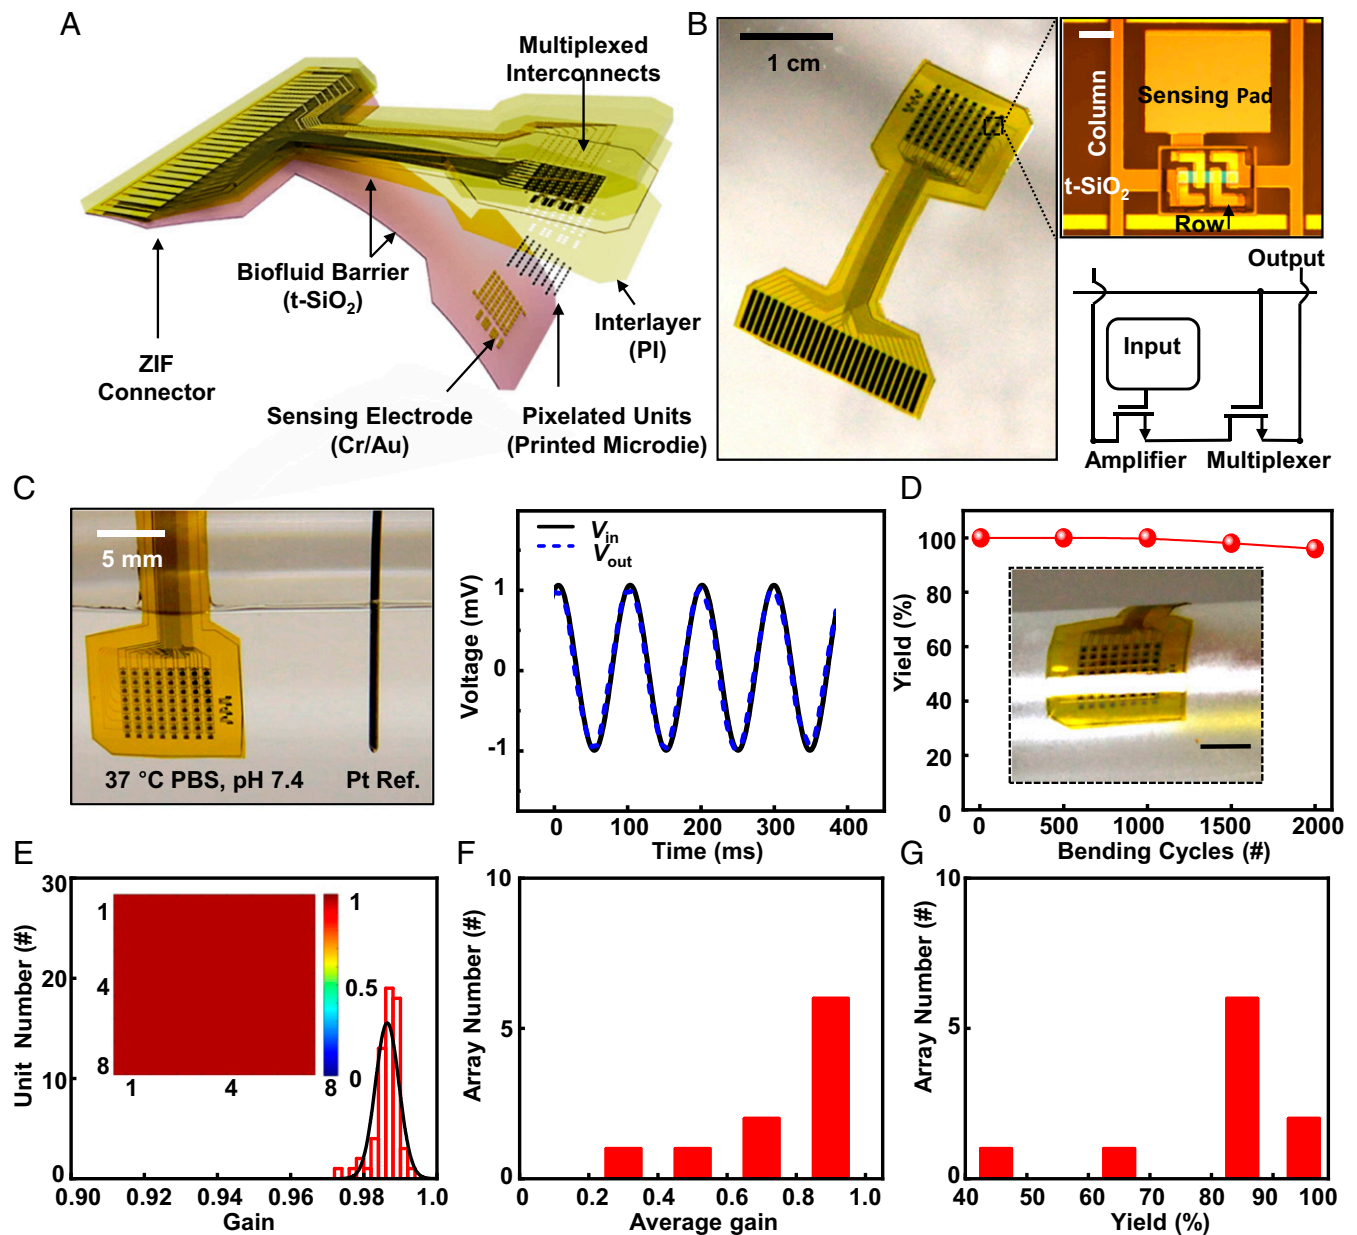 A
Multiplexed
Interconnects
Biofluid Barrier
(t-SiO₂)
ZIF
Connector
Interlayer
(PI)
Sensing Electrode
(Cr/Au)
Pixelated Units
(Printed Microdie)
B
1 cm
Sensing Pad
Column
t-SiO₂
Row
Output
Input
Amplifier
Multiplexer
C
5 mm
37 °C PBS, pH 7.4
Pt Ref.
V_in
V_out
Voltage (mV)
1
0
-1
0 100 200 300 400
Time (ms)
D
Yield (%)
100
80
60
40
20
0
0 500 1000 1500 2000
Bending Cycles (#)
E
Unit Number (#)
30
20
10
0
1
4
8
1 4 8
1
0.5
0
0.90 0.92 0.94 0.96 0.98 1.0
Gain
F
Array Number (#)
10
5
0
0 0.2 0.4 0.6 0.8 1.0
Average gain
G
Array Number (#)
10
5
0
40 60 70 80 90 100
Yield (%)